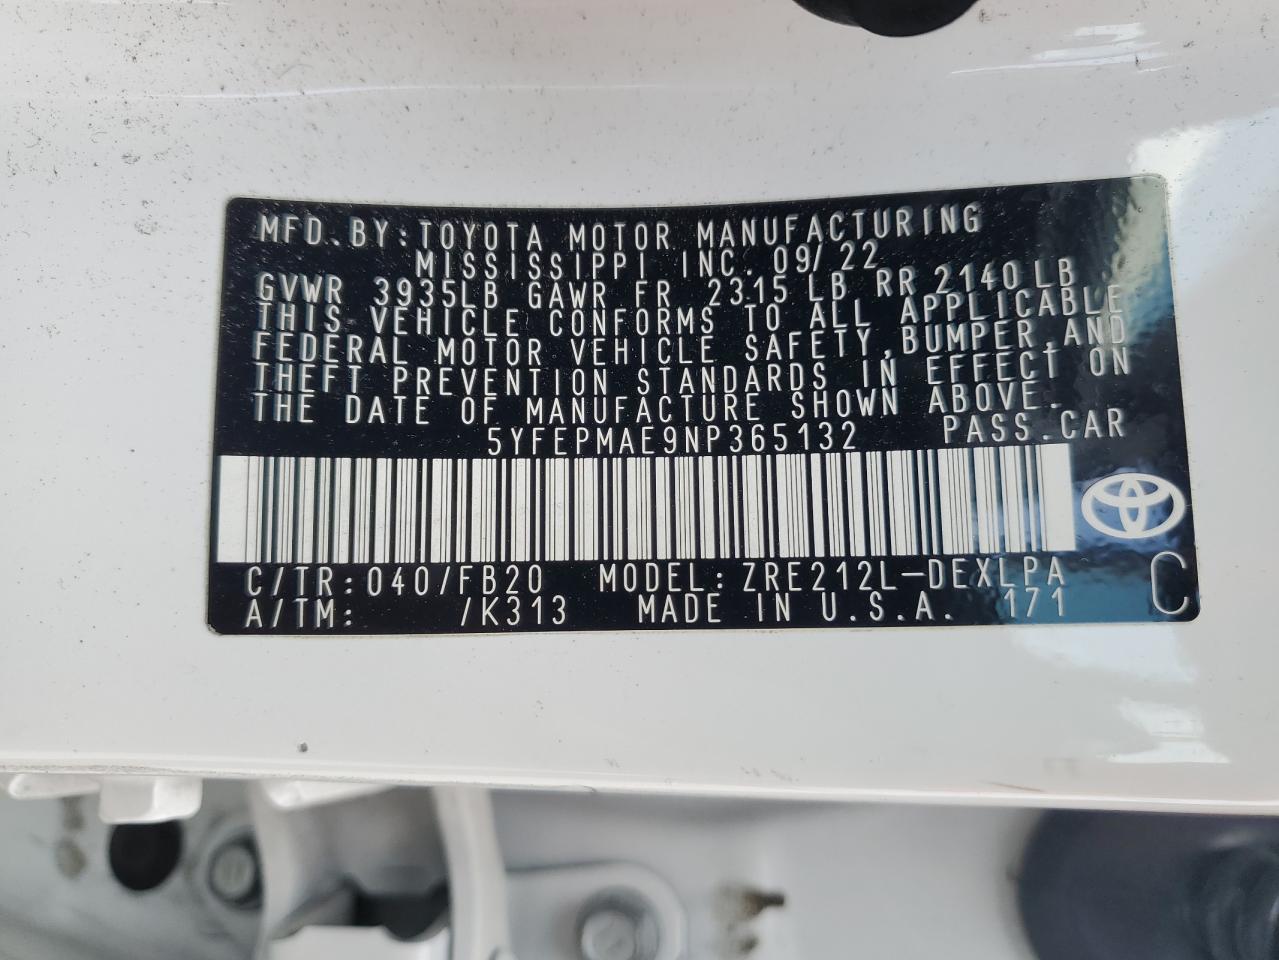 MFD.BY:TOYOTA MOTOR MANUFACTURING
MISSISSIPPI INC. 09/22
GVWR 3935LB GAWR FR 2315 LB RR 2140 LB
THIS VEHICLE CONFORMS TO ALL APPLICABLE
FEDERAL MOTOR VEHICLE SAFETY, BUMPER, AND
THEFT PREVENTION STANDARDS IN EFFECT ON
THE DATE OF MANUFACTURE SHOWN ABOVE.
5YFEPMAE9NP365132 PASS.CAR
C/TR:040/FB20 MODEL:ZRE212L-DEXLPA
A/TM: /K313 MADE IN U.S.A. 171 C